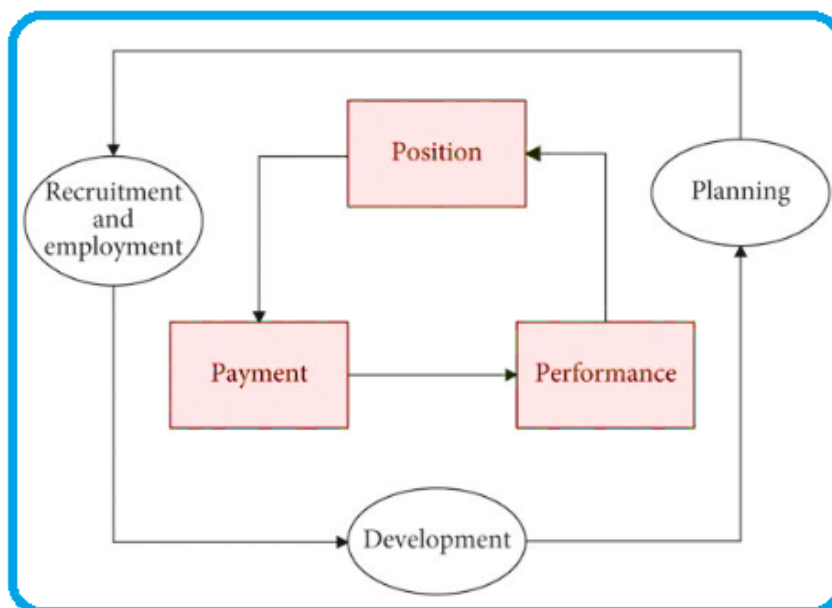 Position
Recruitment
and
employment
Planning
Payment
Performance
Development